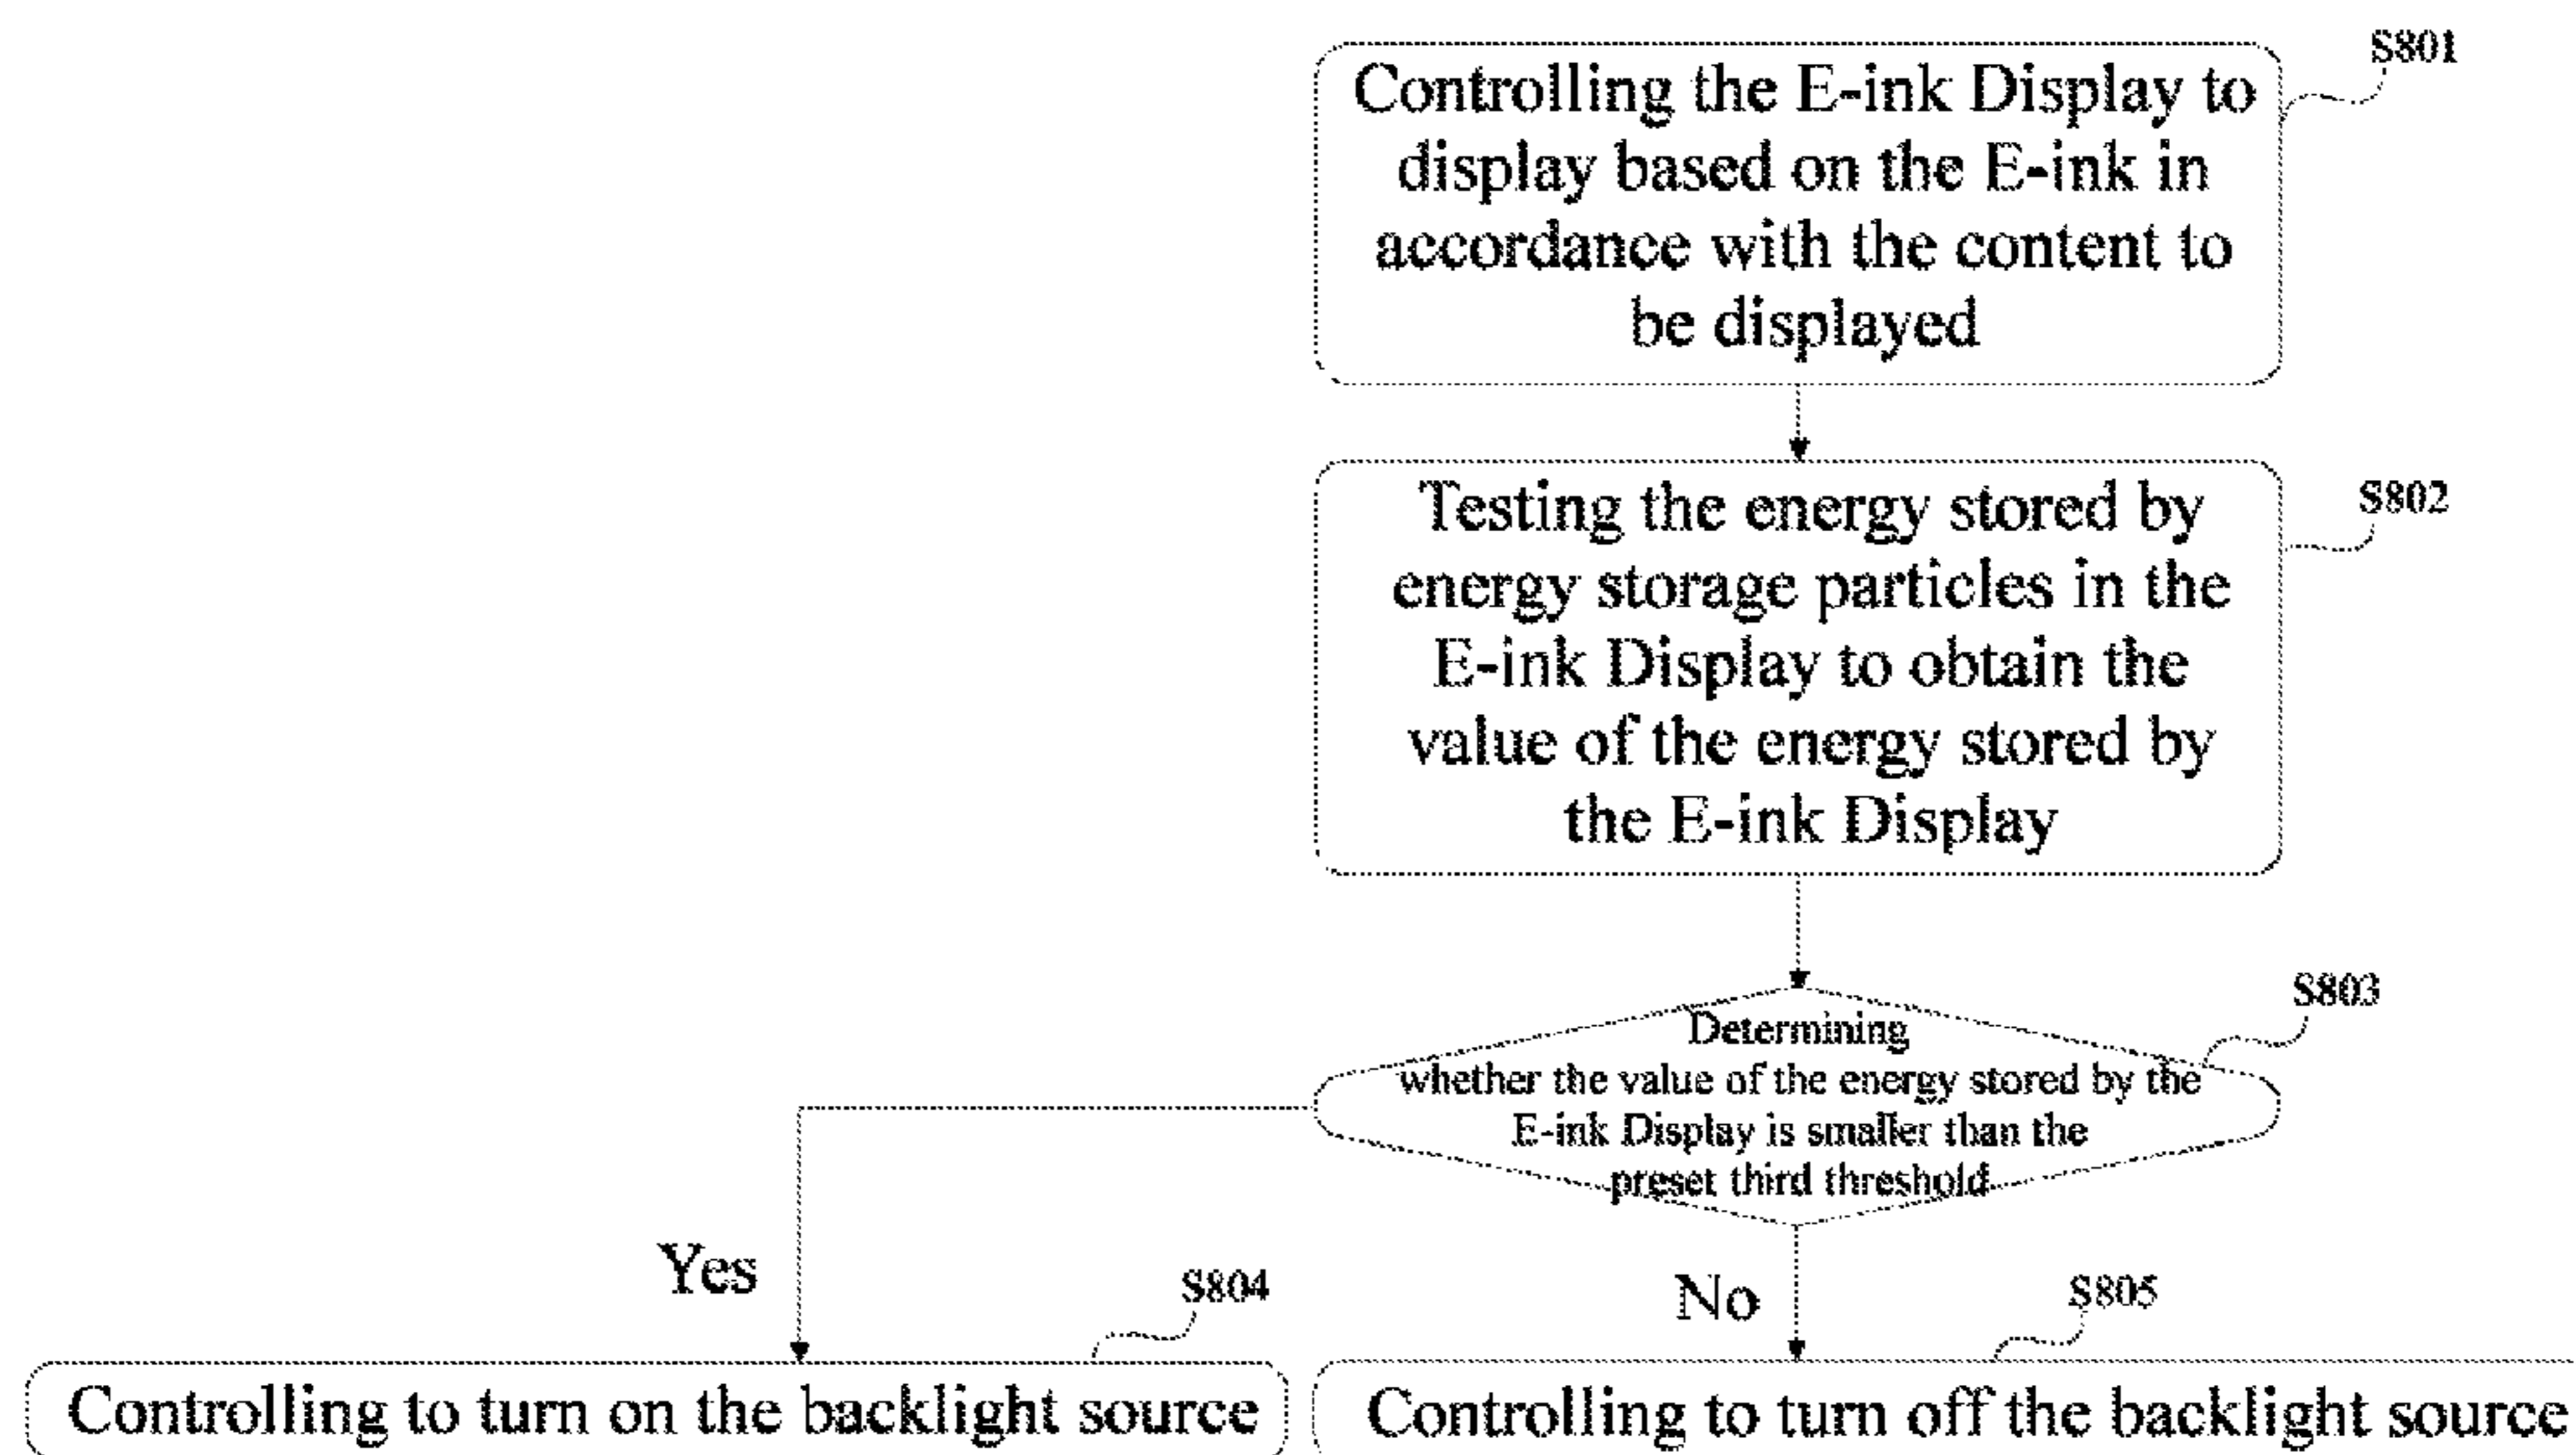 S801
Controlling the E-ink Display to
display based on the E-ink in
accordance with the content to
be displayed
S802
Testing the energy stored by
energy storage particles in the
E-ink Display to obtain the
value of the energy stored by
the E-ink Display
S803
Determining
whether the value of the energy stored by the
E-ink Display is smaller than the
preset third threshold
Yes
No
S804
S805
Controlling to turn on the backlight source
Controlling to turn off the backlight source